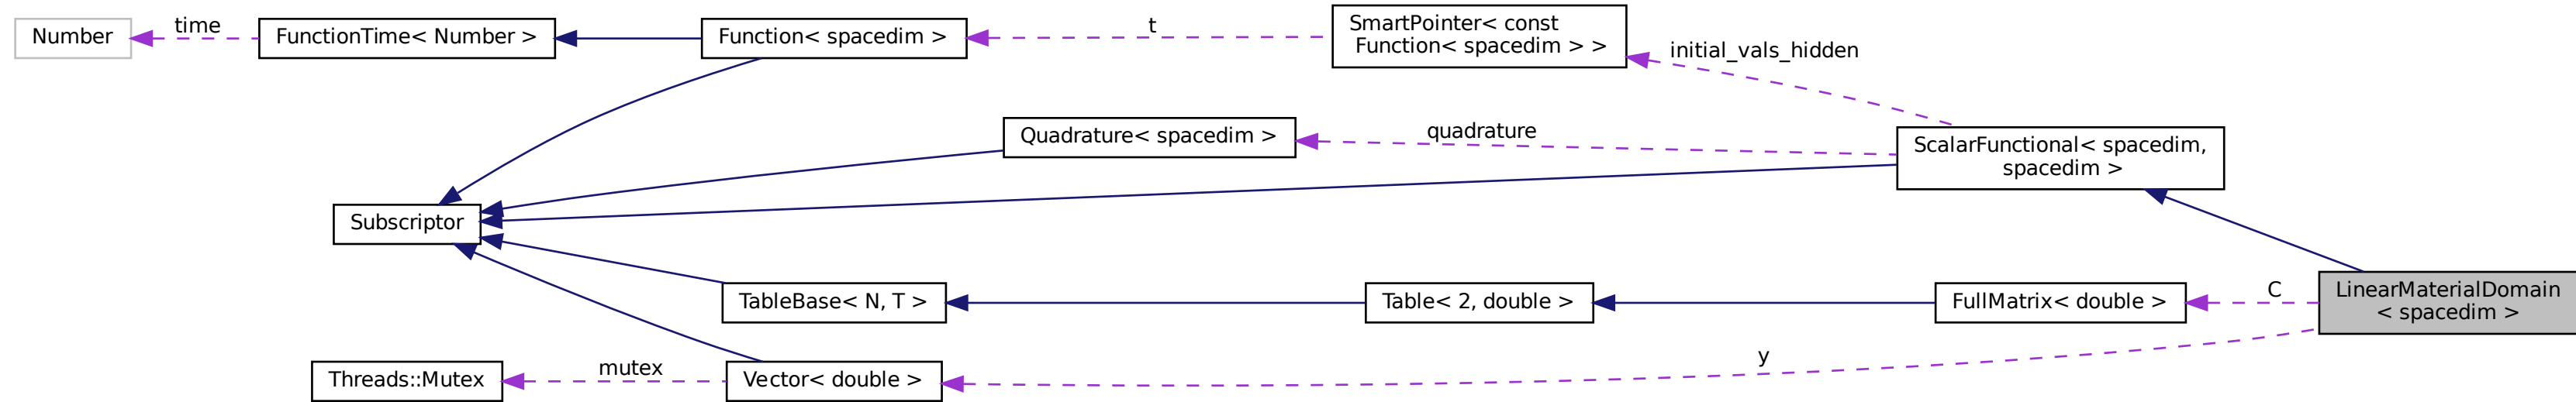 Number
time
FunctionTime< Number >
Function< spacedim >
t
SmartPointer< const
Function< spacedim > >
initial_vals_hidden
Quadrature< spacedim >
quadrature
ScalarFunctional< spacedim,
spacedim >
Subscriptor
TableBase< N, T >
Table< 2, double >
FullMatrix< double >
C
LinearMaterialDomain
< spacedim >
Threads::Mutex
mutex
Vector< double >
y